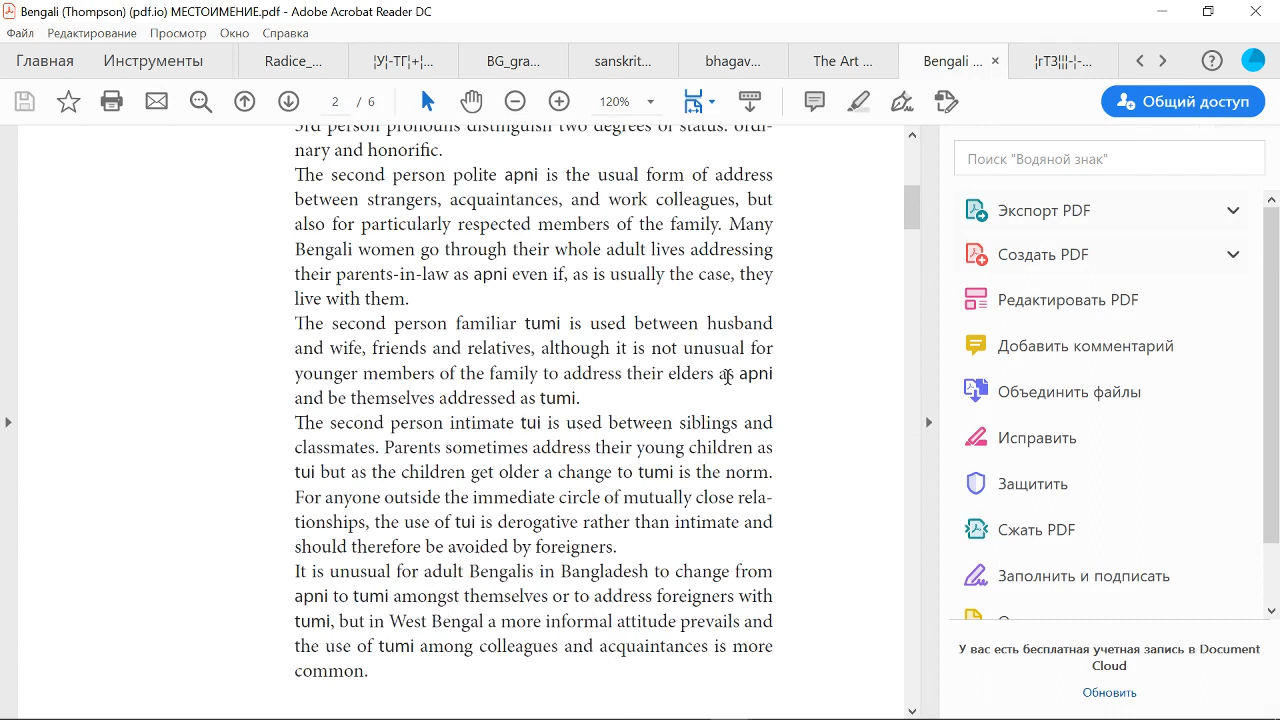 Bengali (Thompson) (pdf.io) МЕСТОИМЕНИЕ.pdf - Adobe Acrobat Reader DC
Файл Редактирование Просмотр Окно Справка
Главная Инструменты Radice_... ¦У¦-ТГ¦+¦... BG_gra... sanskrit... bhagav... The Art ... Bengali ... × ¦гТЗ¦¦¦-¦-...
2 / 6 120% Общий доступ
3rd person pronouns distinguish two degrees of status: ordi-
nary and honorific.
The second person polite apni is the usual form of address
between strangers, acquaintances, and work colleagues, but
also for particularly respected members of the family. Many
Bengali women go through their whole adult lives addressing
their parents-in-law as apni even if, as is usually the case, they
live with them.
The second person familiar tumi is used between husband
and wife, friends and relatives, although it is not unusual for
younger members of the family to address their elders as apni
and be themselves addressed as tumi.
The second person intimate tui is used between siblings and
classmates. Parents sometimes address their young children as
tui but as the children get older a change to tumi is the norm.
For anyone outside the immediate circle of mutually close rela-
tionships, the use of tui is derogative rather than intimate and
should therefore be avoided by foreigners.
It is unusual for adult Bengalis in Bangladesh to change from
apni to tumi amongst themselves or to address foreigners with
tumi, but in West Bengal a more informal attitude prevails and
the use of tumi among colleagues and acquaintances is more
common.
Поиск "Водяной знак"
Экспорт PDF
Создать PDF
Редактировать PDF
Добавить комментарий
Объединить файлы
Исправить
Защитить
Сжать PDF
Заполнить и подписать
У вас есть бесплатная учетная запись в Document
Cloud
Обновить